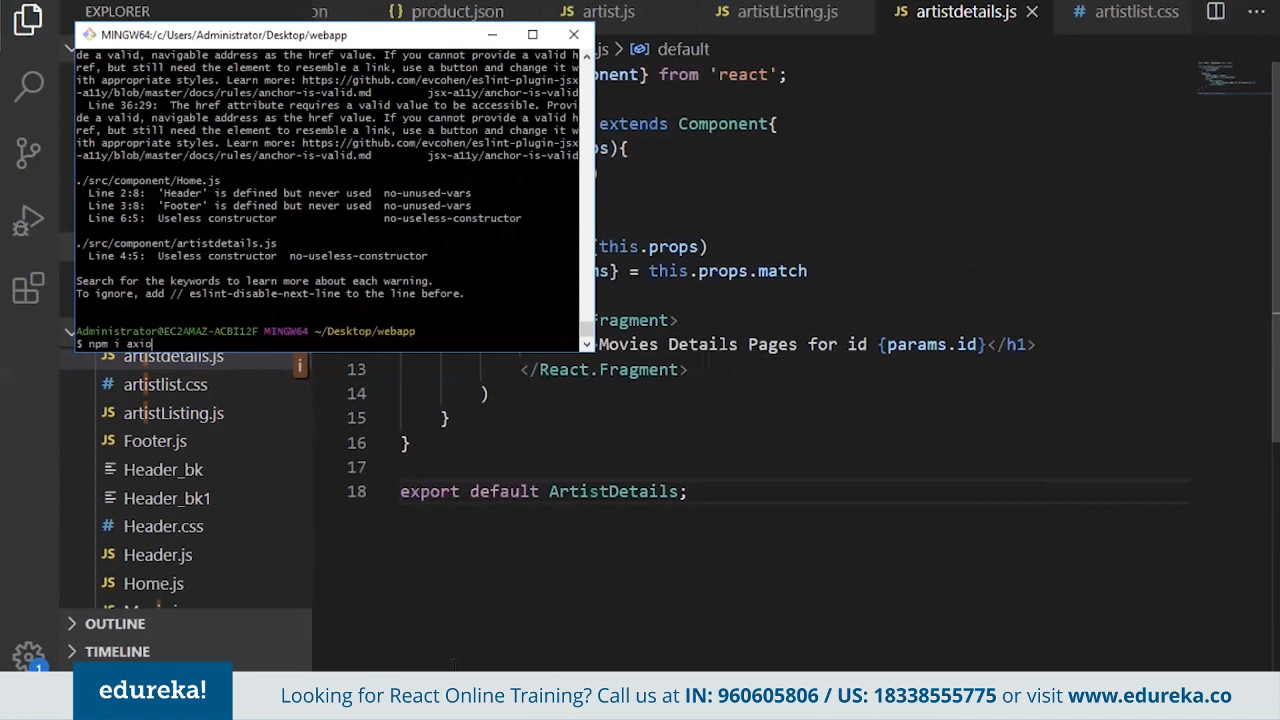 EXPLORER
on
product.json
artist.js
artistListing.js
artistdetails.js
artistlist.css
MINGW64:/c/Users/Administrator/Desktop/webapp
de a valid, navigable address as the href value. If you cannot provide a valid h
ref, but still need the element to resemble a link, use a button and change it w
ith appropriate styles. Learn more: https://github.com/evcohen/eslint-plugin-jsx
-a11y/blob/master/docs/rules/anchor-is-valid.md jsx-a11y/anchor-is-valid
Line 36:29: The href attribute requires a valid value to be accessible. Provi
de a valid, navigable address as the href value. If you cannot provide a valid h
ref, but still need the element to resemble a link, use a button and change it w
ith appropriate styles. Learn more: https://github.com/evcohen/eslint-plugin-jsx
-a11y/blob/master/docs/rules/anchor-is-valid.md jsx-a11y/anchor-is-valid
./src/component/Home.js
Line 2:8: 'Header' is defined but never used no-unused-vars
Line 3:8: 'Footer' is defined but never used no-unused-vars
Line 6:5: Useless constructor no-useless-constructor
./src/component/artistdetails.js
Line 4:5: Useless constructor no-useless-constructor
Search for the keywords to learn more about each warning.
To ignore, add // eslint-disable-next-line to the line before.
Administrator@EC2AMAZ-ACBI12F MINGW64 ~/Desktop/webapp
$ npm i axio
js > default
ponent} from 'react';
extends Component{
s){
(this.props)
s} = this.props.match
ragment>
>Movies Details Pages for id {params.id}</h1>
13 </React.Fragment>
14 )
15 }
16 }
17
18 export default ArtistDetails;
artistdetails.js
artistlist.css
artistListing.js
Footer.js
Header_bk
Header_bk1
Header.css
Header.js
Home.js
OUTLINE
TIMELINE
1
edureka!
Looking for React Online Training? Call us at IN: 960605806 / US: 18338555775 or visit www.edureka.co